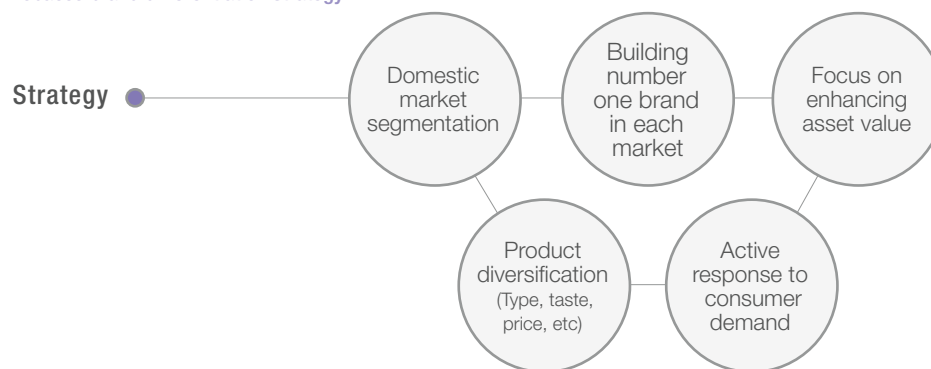 Strategy
Domestic
market
segmentation
Building
number
one brand
in each
market
Focus on
enhancing
asset value
Product
diversification
(Type, taste,
price, etc)
Active
response to
consumer
demand